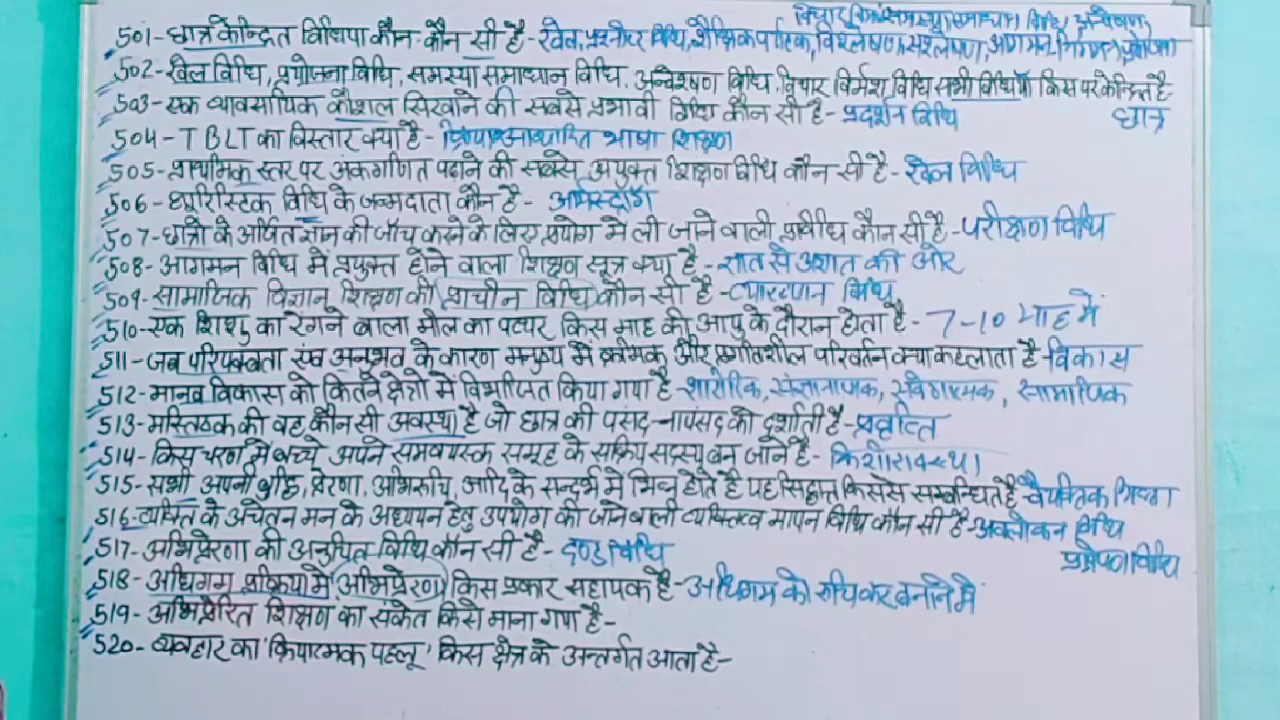 विचार विमर्श, समस्या समाधान विधि, अन्वेषण
501- छात्र केन्द्रित विधियां कौन-कौन सी है- खेल, प्रश्नोत्तर विधि, शैक्षिक पर्यटक, विश्लेषण, संश्लेषण, आगमन, निगमन, प्रयोजना
502- खेल विधि, प्रयोजना विधि, समस्या समाधान विधि, अन्वेशषण विधि, विचार विर्मश विधि सभी विधियाँ किस पर केन्द्रित है-
छात्र
503- एक व्यावसायिक कौशल सिखाने की सबसे प्रभावी विधि कौन सी है- प्रदर्शन विधि
504- TBLT का विस्तार क्या है- आधारित भाषा शिक्षण
505- प्राथमिक स्तर पर अंकगणित पढ़ाने की सबसे उपयुक्त शिक्षण विधि कौन सी है- खेल विधि
506- ह्यूरिस्टिक विधि के जन्मदाता कौन है- आर्मस्ट्रांग
507- छात्रों के अर्जित ज्ञान की जाँच करने के लिए प्रयोग में ली जाने वाली प्रविधि कौन सी है- परीक्षण विधि
508- आगमन विधि में प्रयुक्त होने वाला शिक्षण सूत्र क्या है- ज्ञात से अज्ञात की ओर
509- सामाजिक विज्ञान शिक्षण की प्राचीन विधि कौन सी है- व्याख्यान विधि
510- एक शिशु का रेंगने वाला मील का पत्थर किस माह की आयु के दौरान होता है- 7-10 माह में
511- जब परिपक्वता एंव अनुभव के कारण मनुष्य में क्रमिक और प्रगतिशील परिवर्तन क्या कहलाता है- विकास
512- मानव विकास को कितने क्षेत्रों में विभाजित किया गया है- शारीरिक, संज्ञानात्मक, संवेगात्मक, सामाजिक
513- मस्तिष्क की वह कौन सी अवस्था है जो छात्र की पसंद-नापसंद को दर्शाती है- प्रवृत्ति
514- किस चरण में बच्चे अपने समवयस्क समूह के सक्रिय सदस्य बन जाते है- किशोरावस्था
515- सभी अपनी बुद्धि, प्रेरणा, अभिरुचि, आदि के सन्दर्भ में भिन्न होते है यह सिद्धान्त किससे सम्बन्धित है- वैयक्तिक भिन्नता
516- व्यक्ति के अचेतन मन के अध्ययन हेतु उपयोग की जाने वाली व्यक्तित्व मापन विधि कौन सी है- अवलोकन विधि
प्रक्षेपण विधि
517- अभिप्रेरणा की अनुचित विधि कौन सी है- दण्ड विधि
518- अधिगम प्रक्रिया में अभिप्रेरणा किस प्रकार सहायक है- अधिगम को रुचिकर बनाने में
519- अभिप्रेरित शिक्षण का संकेत किसे माना गया है-
520- व्यवहार का 'क्रियात्मक पहलू' किस क्षेत्र के अन्तर्गत आता है-